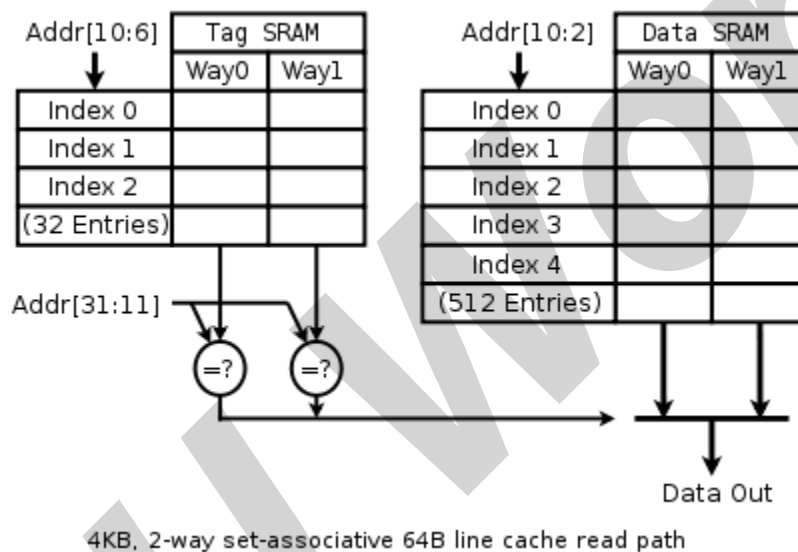 Addr[10:6]
Tag SRAM
Way0 Way1
Index 0
Index 1
Index 2
(32 Entries)
Addr[31:11]
=? =?
Addr[10:2]
Data SRAM
Way0 Way1
Index 0
Index 1
Index 2
Index 3
Index 4
(512 Entries)
Data Out
4KB, 2-way set-associative 64B line cache read path